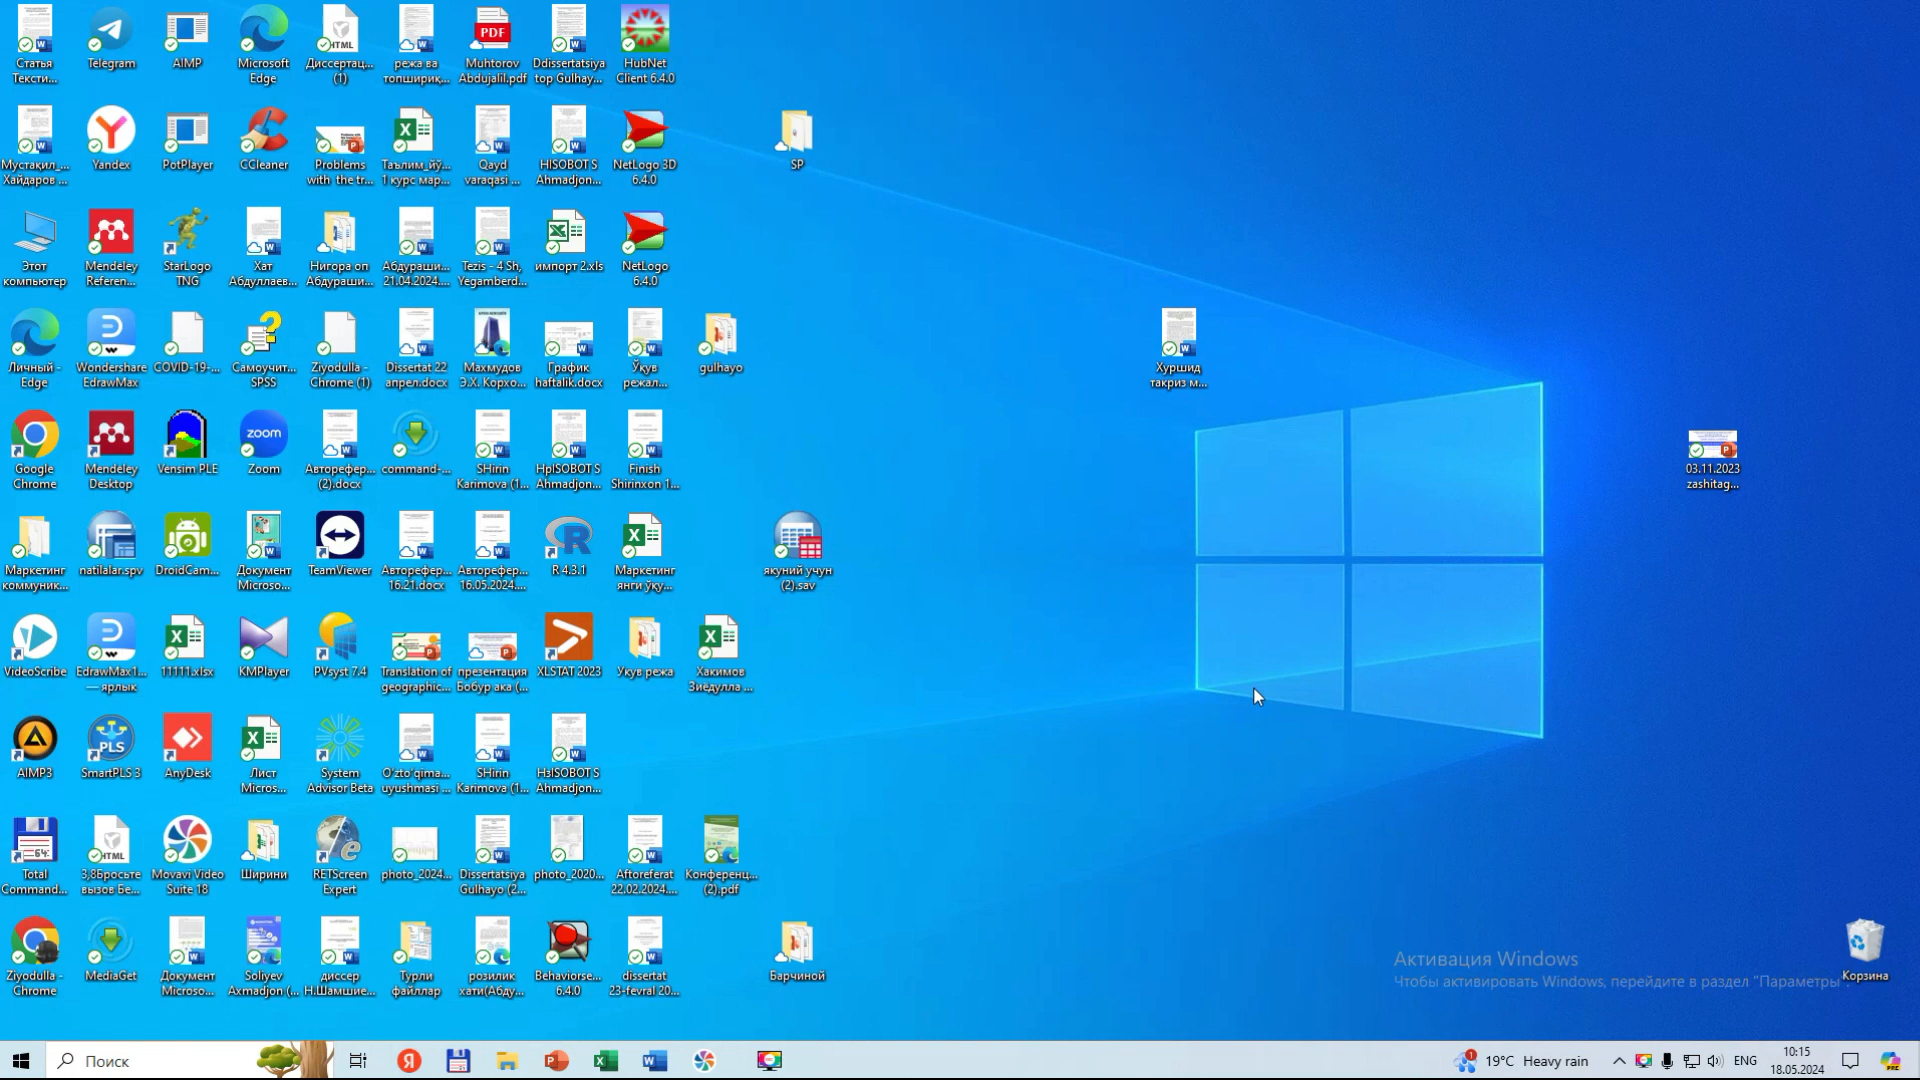 Статья
Тексти...
Telegram
AIMP
Microsoft
Edge
Диссертац...
(1)
режа ва
топшириқ...
PDF
Muhtorov
Abdujalil.pdf
Ddissertatsiya
top Gulhay...
HubNet
Client 6.4.0
Мустақил_...
Хайдаров ...
Yandex
PotPlayer
CCleaner
Problems
with the tr...
Таълим_йў...
1 курс мар...
Qayd
varaqasi ...
HISOBOT S
Ahmadjon...
NetLogo 3D
6.4.0
SP
Этот
компьютер
Mendeley
Referen...
StarLogo
TNG
Хат
Абдуллаев...
Нигора оп
Абдураши...
Абдураши...
21.04.2024....
Tezis - 4 Sh,
Yegamberd...
импорт 2.xls
NetLogo
6.4.0
Личный -
Edge
Wondershare
EdrawMax
COVID-19-...
Самоучит...
SPSS
Ziyodulla -
Chrome (1)
Dissertat 22
апрел.docx
Махмудов
Э.Х. Корхо...
График
haftalik.docx
Ўқув
режал...
gulhayo
Хуршид
такриз м...
Google
Chrome
Mendeley
Desktop
Vensim PLE
zoom
Zoom
Авторефер...
(2).docx
command-...
SHirin
Karimova (1...
HpISOBOT S
Ahmadjon...
Finish
Shirinxon 1...
03.11.2023
zashitag...
Маркетинг
коммуник...
natilalar.spv
DroidCam...
Документ
Microso...
TeamViewer
Авторефер...
16.21.docx
Авторефер...
16.05.2024....
R 4.3.1
Маркетинг
янги ўқу...
якуний учун
(2).sav
VideoScribe
EdrawMax1...
— ярлык
11111.xlsx
KMPlayer
PVsyst 7.4
Translation of
geographic...
презентация
Бобур ака (...
XLSTAT 2023
Укув режа
Хакимов
Зиедулла ...
AIMP3
PLS
SmartPLS 3
AnyDesk
Лист
Micros...
System
Advisor Beta
O'zto'qima...
uyushmasi ...
SHirin
Karimova (1...
HsISOBOT S
Ahmadjon...
64
Total
Command...
HTML
3,8Бросьте
вызов Бе...
Movavi Video
Suite 18
Ширини
RETScreen
Expert
photo_2024...
Dissertatsiya
Gulhayo (2...
photo_2020...
Aftoreferat
22.02.2024....
Конференц...
(2).pdf
Ziyodulla -
Chrome
MediaGet
Документ
Microso...
Soliyev
Axmadjon (...
диссер
Н.Шамшие...
Турли
файллар
розилик
хати(Абду...
Behaviorse...
6.4.0
dissertat
23-fevral 20...
Барчиной
Активация Windows
Чтобы активировать Windows, перейдите в раздел "Параметры".
Корзина
Поиск
19°C Heavy rain
ENG
10:15
18.05.2024